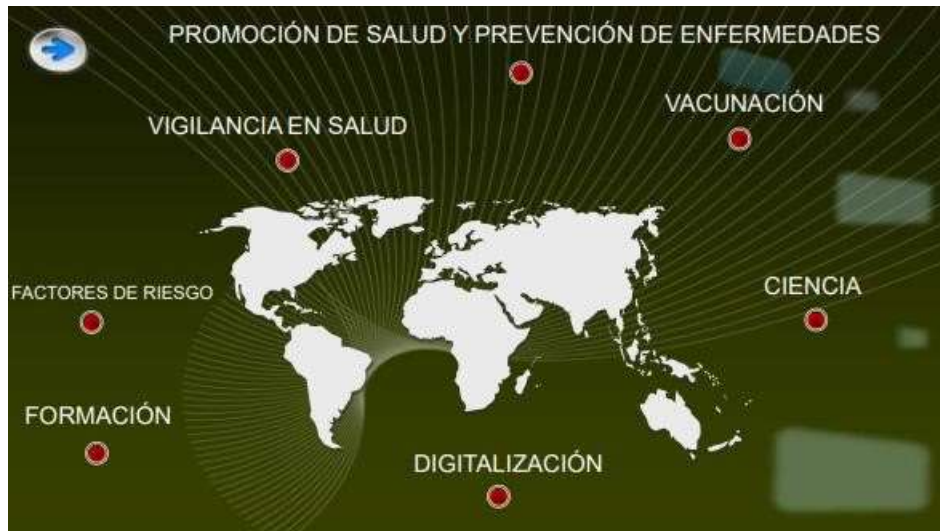 PROMOCIÓN DE SALUD Y PREVENCIÓN DE ENFERMEDADES
VACUNACIÓN
VIGILANCIA EN SALUD
CIENCIA
FACTORES DE RIESGO
FORMACIÓN
DIGITALIZACIÓN